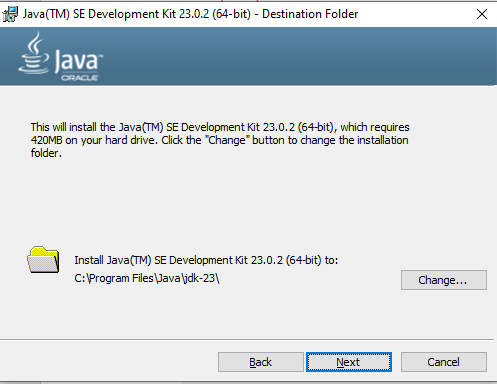 Java(TM) SE Development Kit 23.0.2 (64-bit) - Destination Folder
Java™
ORACLE
This will install the Java(TM) SE Development Kit 23.0.2 (64-bit), which requires
420MB on your hard drive. Click the "Change" button to change the installation
folder.
Install Java(TM) SE Development Kit 23.0.2 (64-bit) to:
C:\Program Files\Java\jdk-23\
Change...
Back
Next
Cancel